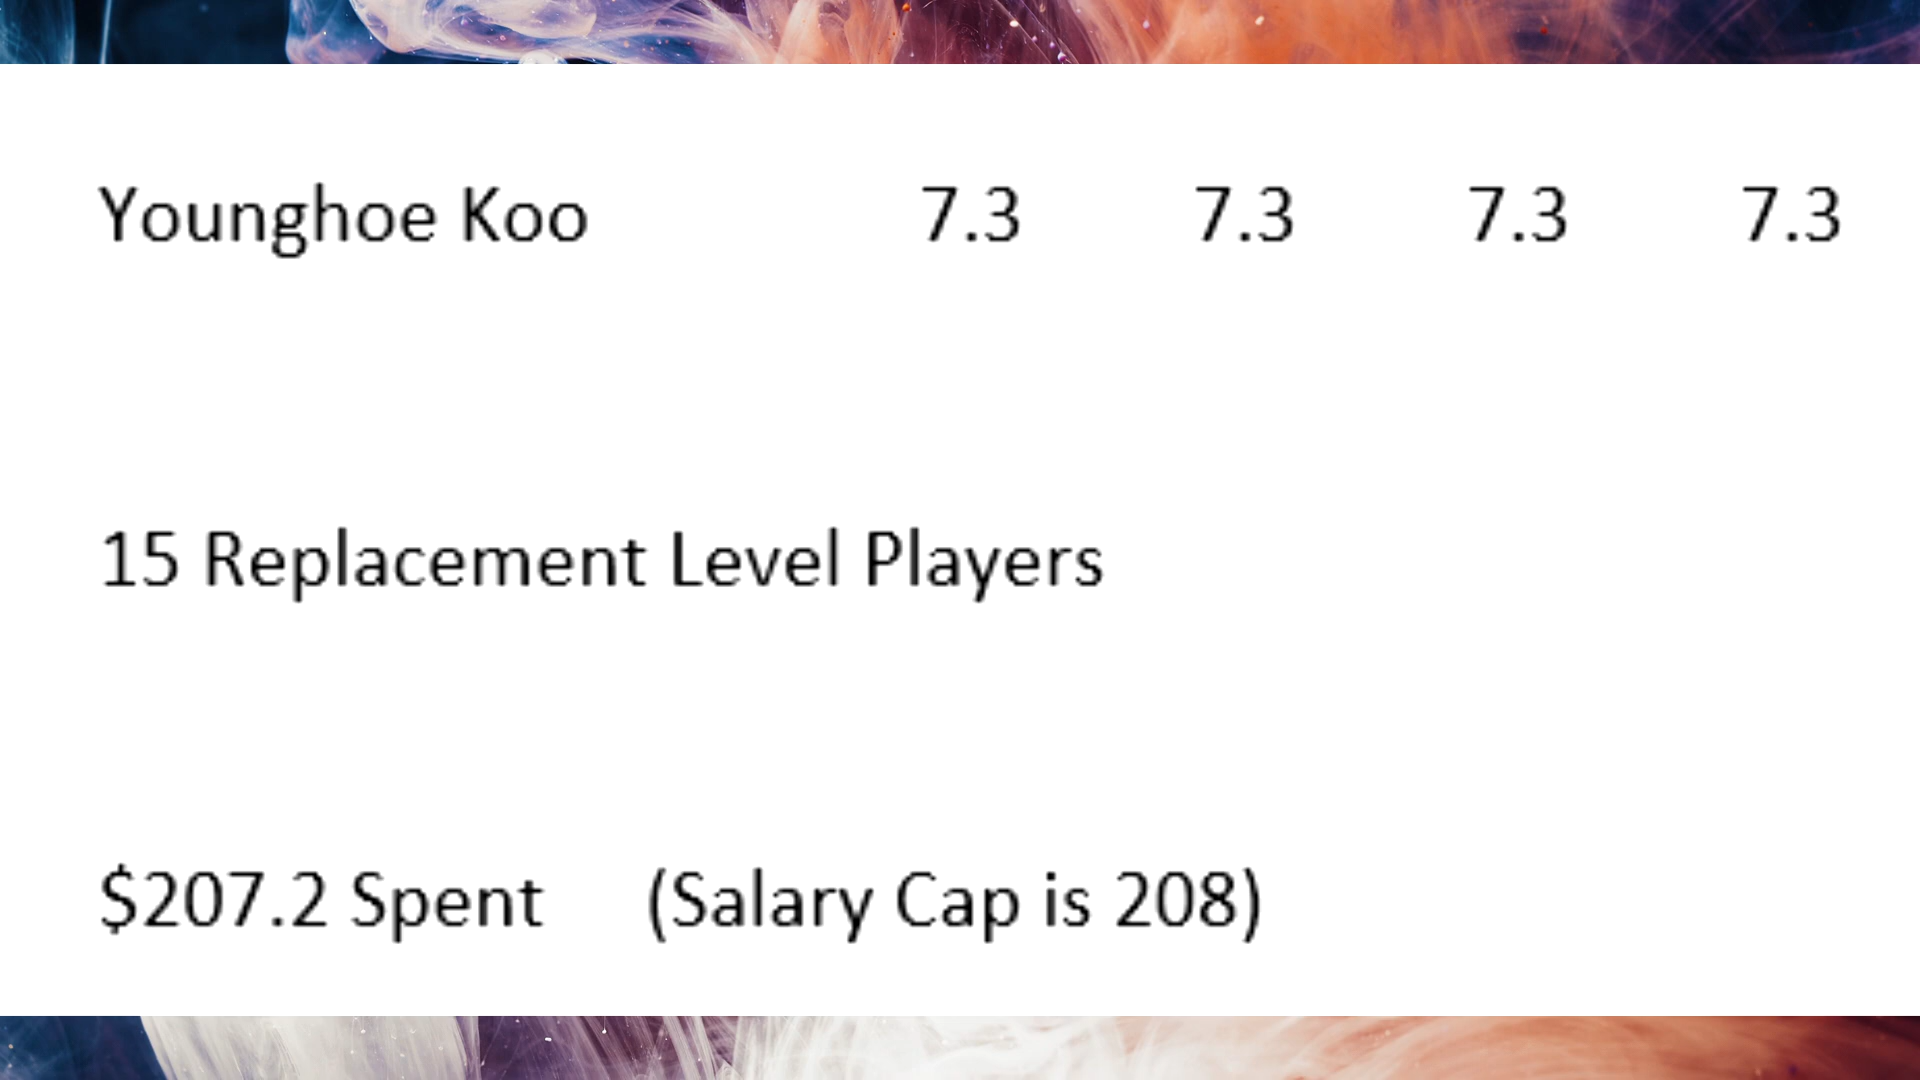 Younghoe Koo 7.3 7.3 7.3 7.3
15 Replacement Level Players
$207.2 Spent (Salary Cap is 208)